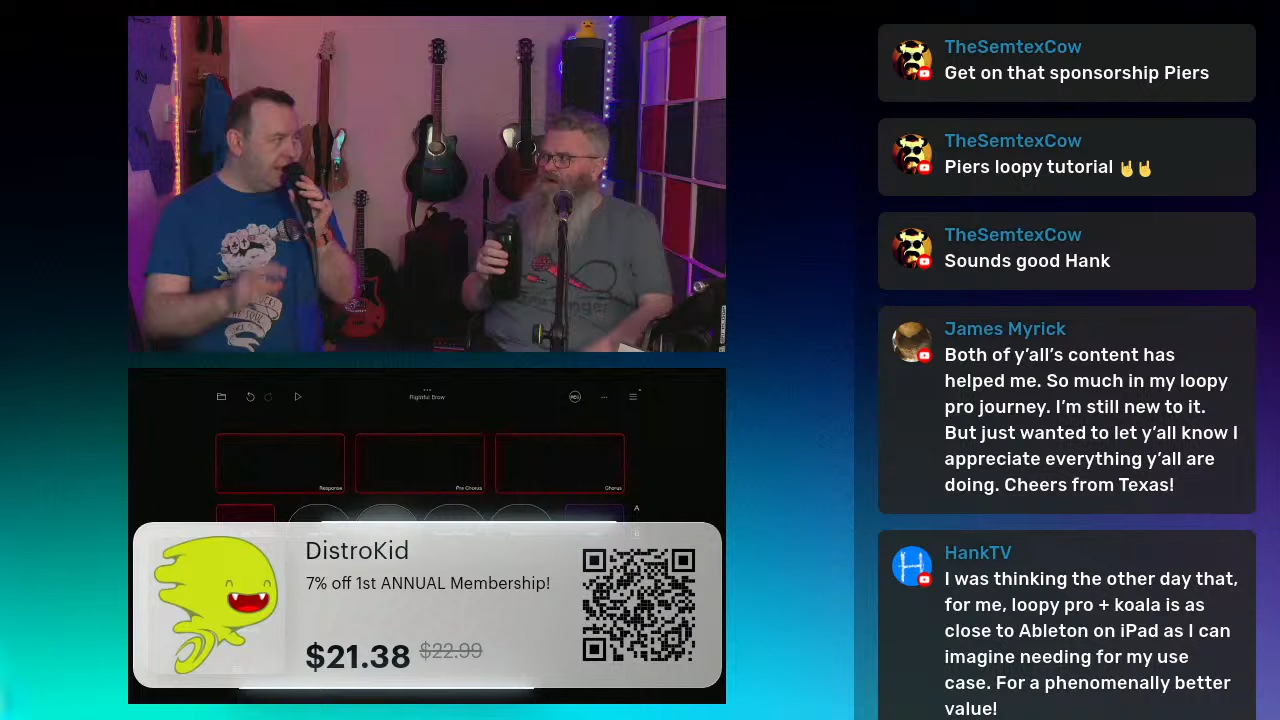 TheSemtexCow
Get on that sponsorship Piers
TheSemtexCow
Piers loopy tutorial 🤘🤘
TheSemtexCow
Sounds good Hank
James Myrick
Both of y’all’s content has
helped me. So much in my loopy
pro journey. I’m still new to it.
But just wanted to let y’all know I
appreciate everything y’all are
doing. Cheers from Texas!
HankTV
I was thinking the other day that,
for me, loopy pro + koala is as
close to Ableton on iPad as I can
imagine needing for my use
case. For a phenomenally better
value!
Response
Pre Chorus
Chorus
A
DistroKid
7% off 1st ANNUAL Membership!
$21.38 $22.99